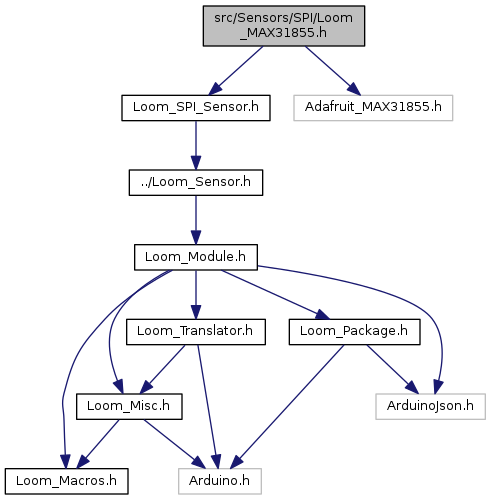 src/Sensors/SPI/Loom
_MAX31855.h
Loom_SPI_Sensor.h
Adafruit_MAX31855.h
../Loom_Sensor.h
Loom_Module.h
Loom_Translator.h
Loom_Package.h
Loom_Misc.h
ArduinoJson.h
Loom_Macros.h
Arduino.h